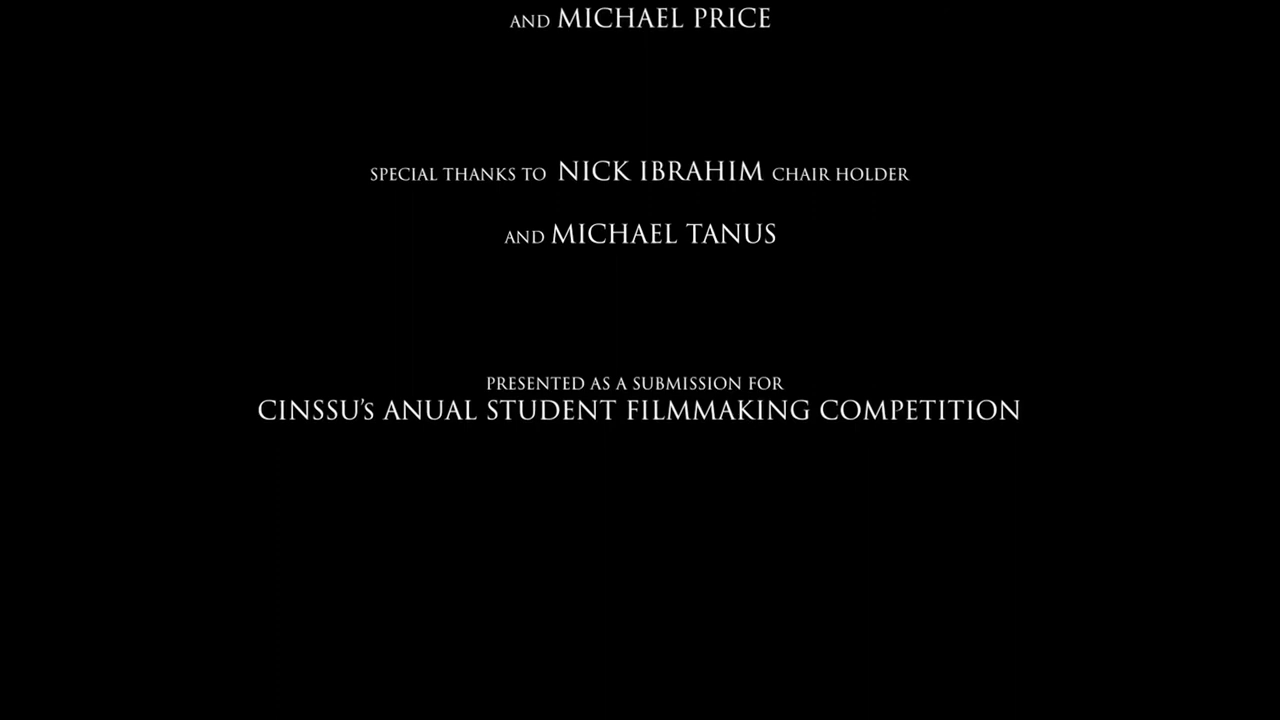 AND MICHAEL PRICE
SPECIAL THANKS TO NICK IBRAHIM CHAIR HOLDER
AND MICHAEL TANUS
PRESENTED AS A SUBMISSION FOR
CINSSU's ANUAL STUDENT FILMMAKING COMPETITION